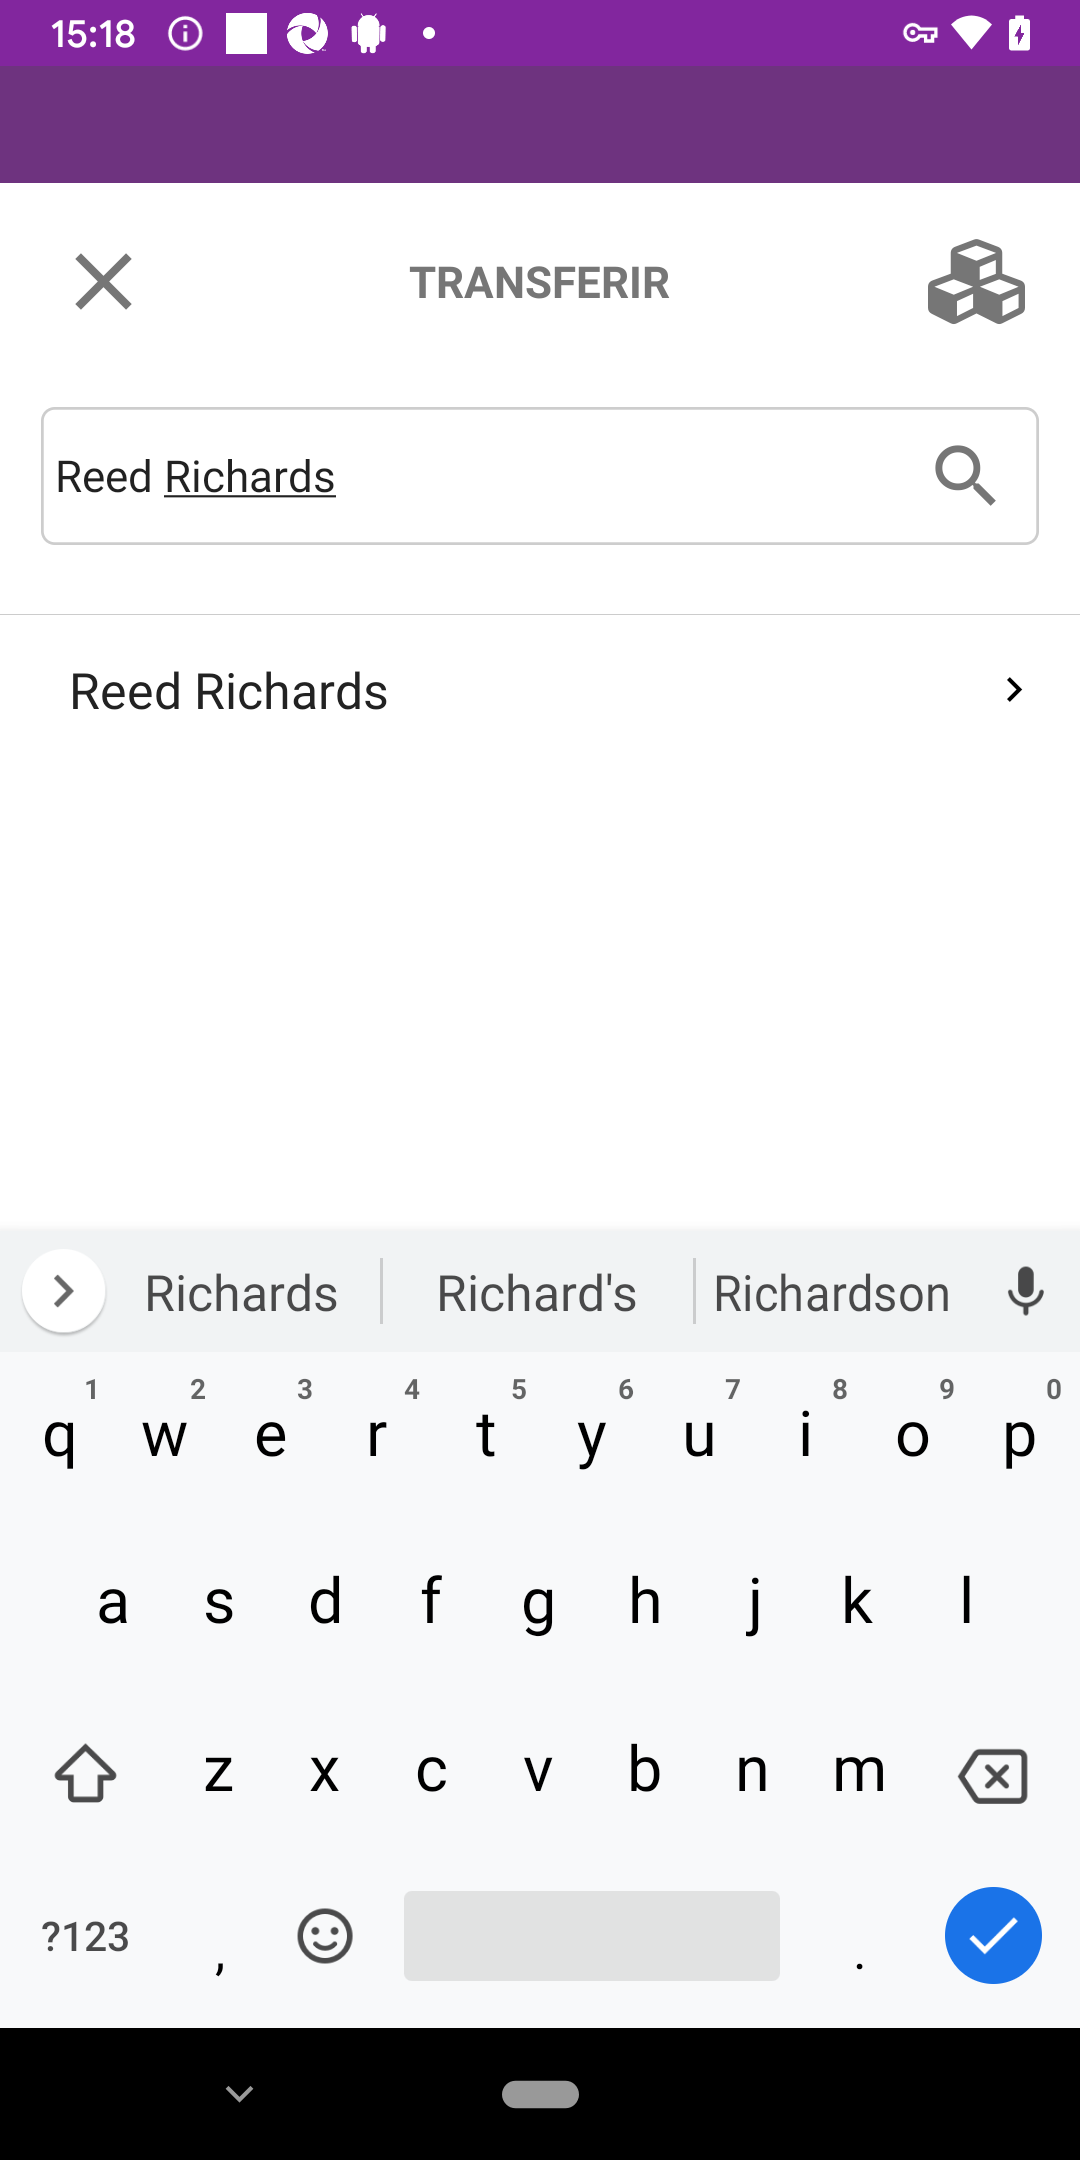 15:18
TRANSFERIR
Reed Richards
Reed Richards
Richards Richard's Richardson
1 2 3 4 5 6 7 8 9 0
q w e r t y u i o p
a s d f g h j k l
z x c v b n m
?123 , .